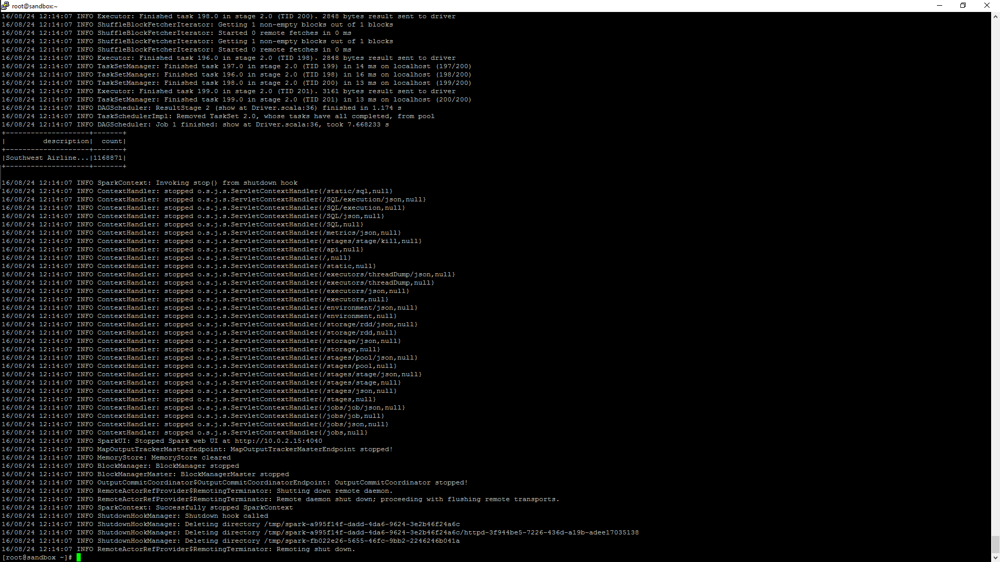 root@sandbox:~
16/08/24 12:14:07 INFO Executor: Finished task 198.0 in stage 2.0 (TID 200). 2848 bytes result sent to driver
16/08/24 12:14:07 INFO ShuffleBlockFetcherIterator: Getting 1 non-empty blocks out of 1 blocks
16/08/24 12:14:07 INFO ShuffleBlockFetcherIterator: Started 0 remote fetches in 0 ms
16/08/24 12:14:07 INFO ShuffleBlockFetcherIterator: Getting 1 non-empty blocks out of 1 blocks
16/08/24 12:14:07 INFO ShuffleBlockFetcherIterator: Started 0 remote fetches in 0 ms
16/08/24 12:14:07 INFO Executor: Finished task 196.0 in stage 2.0 (TID 198). 2848 bytes result sent to driver
16/08/24 12:14:07 INFO TaskSetManager: Finished task 197.0 in stage 2.0 (TID 199) in 14 ms on localhost (197/200)
16/08/24 12:14:07 INFO TaskSetManager: Finished task 196.0 in stage 2.0 (TID 198) in 16 ms on localhost (198/200)
16/08/24 12:14:07 INFO TaskSetManager: Finished task 198.0 in stage 2.0 (TID 200) in 13 ms on localhost (199/200)
16/08/24 12:14:07 INFO Executor: Finished task 199.0 in stage 2.0 (TID 201). 3161 bytes result sent to driver
16/08/24 12:14:07 INFO TaskSetManager: Finished task 199.0 in stage 2.0 (TID 201) in 13 ms on localhost (200/200)
16/08/24 12:14:07 INFO DAGScheduler: ResultStage 2 (show at Driver.scala:36) finished in 1.174 s
16/08/24 12:14:07 INFO TaskSchedulerImpl: Removed TaskSet 2.0, whose tasks have all completed, from pool
16/08/24 12:14:07 INFO DAGScheduler: Job 1 finished: show at Driver.scala:36, took 7.668233 s
+--------------------+-------+
|         description|  count|
+--------------------+-------+
|Southwest Airline...|1168871|
+--------------------+-------+
16/08/24 12:14:07 INFO SparkContext: Invoking stop() from shutdown hook
16/08/24 12:14:07 INFO ContextHandler: stopped o.s.j.s.ServletContextHandler{/static/sql,null}
16/08/24 12:14:07 INFO ContextHandler: stopped o.s.j.s.ServletContextHandler{/SQL/execution/json,null}
16/08/24 12:14:07 INFO ContextHandler: stopped o.s.j.s.ServletContextHandler{/SQL/execution,null}
16/08/24 12:14:07 INFO ContextHandler: stopped o.s.j.s.ServletContextHandler{/SQL/json,null}
16/08/24 12:14:07 INFO ContextHandler: stopped o.s.j.s.ServletContextHandler{/SQL,null}
16/08/24 12:14:07 INFO ContextHandler: stopped o.s.j.s.ServletContextHandler{/metrics/json,null}
16/08/24 12:14:07 INFO ContextHandler: stopped o.s.j.s.ServletContextHandler{/stages/stage/kill,null}
16/08/24 12:14:07 INFO ContextHandler: stopped o.s.j.s.ServletContextHandler{/api,null}
16/08/24 12:14:07 INFO ContextHandler: stopped o.s.j.s.ServletContextHandler{/,null}
16/08/24 12:14:07 INFO ContextHandler: stopped o.s.j.s.ServletContextHandler{/static,null}
16/08/24 12:14:07 INFO ContextHandler: stopped o.s.j.s.ServletContextHandler{/executors/threadDump/json,null}
16/08/24 12:14:07 INFO ContextHandler: stopped o.s.j.s.ServletContextHandler{/executors/threadDump,null}
16/08/24 12:14:07 INFO ContextHandler: stopped o.s.j.s.ServletContextHandler{/executors/json,null}
16/08/24 12:14:07 INFO ContextHandler: stopped o.s.j.s.ServletContextHandler{/executors,null}
16/08/24 12:14:07 INFO ContextHandler: stopped o.s.j.s.ServletContextHandler{/environment/json,null}
16/08/24 12:14:07 INFO ContextHandler: stopped o.s.j.s.ServletContextHandler{/environment,null}
16/08/24 12:14:07 INFO ContextHandler: stopped o.s.j.s.ServletContextHandler{/storage/rdd/json,null}
16/08/24 12:14:07 INFO ContextHandler: stopped o.s.j.s.ServletContextHandler{/storage/rdd,null}
16/08/24 12:14:07 INFO ContextHandler: stopped o.s.j.s.ServletContextHandler{/storage/json,null}
16/08/24 12:14:07 INFO ContextHandler: stopped o.s.j.s.ServletContextHandler{/storage,null}
16/08/24 12:14:07 INFO ContextHandler: stopped o.s.j.s.ServletContextHandler{/stages/pool/json,null}
16/08/24 12:14:07 INFO ContextHandler: stopped o.s.j.s.ServletContextHandler{/stages/pool,null}
16/08/24 12:14:07 INFO ContextHandler: stopped o.s.j.s.ServletContextHandler{/stages/stage/json,null}
16/08/24 12:14:07 INFO ContextHandler: stopped o.s.j.s.ServletContextHandler{/stages/stage,null}
16/08/24 12:14:07 INFO ContextHandler: stopped o.s.j.s.ServletContextHandler{/stages/json,null}
16/08/24 12:14:07 INFO ContextHandler: stopped o.s.j.s.ServletContextHandler{/stages,null}
16/08/24 12:14:07 INFO ContextHandler: stopped o.s.j.s.ServletContextHandler{/jobs/job/json,null}
16/08/24 12:14:07 INFO ContextHandler: stopped o.s.j.s.ServletContextHandler{/jobs/job,null}
16/08/24 12:14:07 INFO ContextHandler: stopped o.s.j.s.ServletContextHandler{/jobs/json,null}
16/08/24 12:14:07 INFO ContextHandler: stopped o.s.j.s.ServletContextHandler{/jobs,null}
16/08/24 12:14:07 INFO SparkUI: Stopped Spark web UI at http://10.0.2.15:4040
16/08/24 12:14:07 INFO MapOutputTrackerMasterEndpoint: MapOutputTrackerMasterEndpoint stopped!
16/08/24 12:14:07 INFO MemoryStore: MemoryStore cleared
16/08/24 12:14:07 INFO BlockManager: BlockManager stopped
16/08/24 12:14:07 INFO BlockManagerMaster: BlockManagerMaster stopped
16/08/24 12:14:07 INFO OutputCommitCoordinator$OutputCommitCoordinatorEndpoint: OutputCommitCoordinator stopped!
16/08/24 12:14:07 INFO RemoteActorRefProvider$RemotingTerminator: Shutting down remote daemon.
16/08/24 12:14:07 INFO RemoteActorRefProvider$RemotingTerminator: Remote daemon shut down; proceeding with flushing remote transports.
16/08/24 12:14:07 INFO SparkContext: Successfully stopped SparkContext
16/08/24 12:14:07 INFO ShutdownHookManager: Shutdown hook called
16/08/24 12:14:07 INFO ShutdownHookManager: Deleting directory /tmp/spark-a995f14f-dadd-4da6-9624-3e2b46f24a6c
16/08/24 12:14:07 INFO ShutdownHookManager: Deleting directory /tmp/spark-a995f14f-dadd-4da6-9624-3e2b46f24a6c/httpd-3f944be5-7226-436d-a19b-adee17035138
16/08/24 12:14:07 INFO ShutdownHookManager: Deleting directory /tmp/spark-fb022e26-5655-46fc-9bb2-2246246b041a
16/08/24 12:14:07 INFO RemoteActorRefProvider$RemotingTerminator: Remoting shut down.
[root@sandbox ~]#